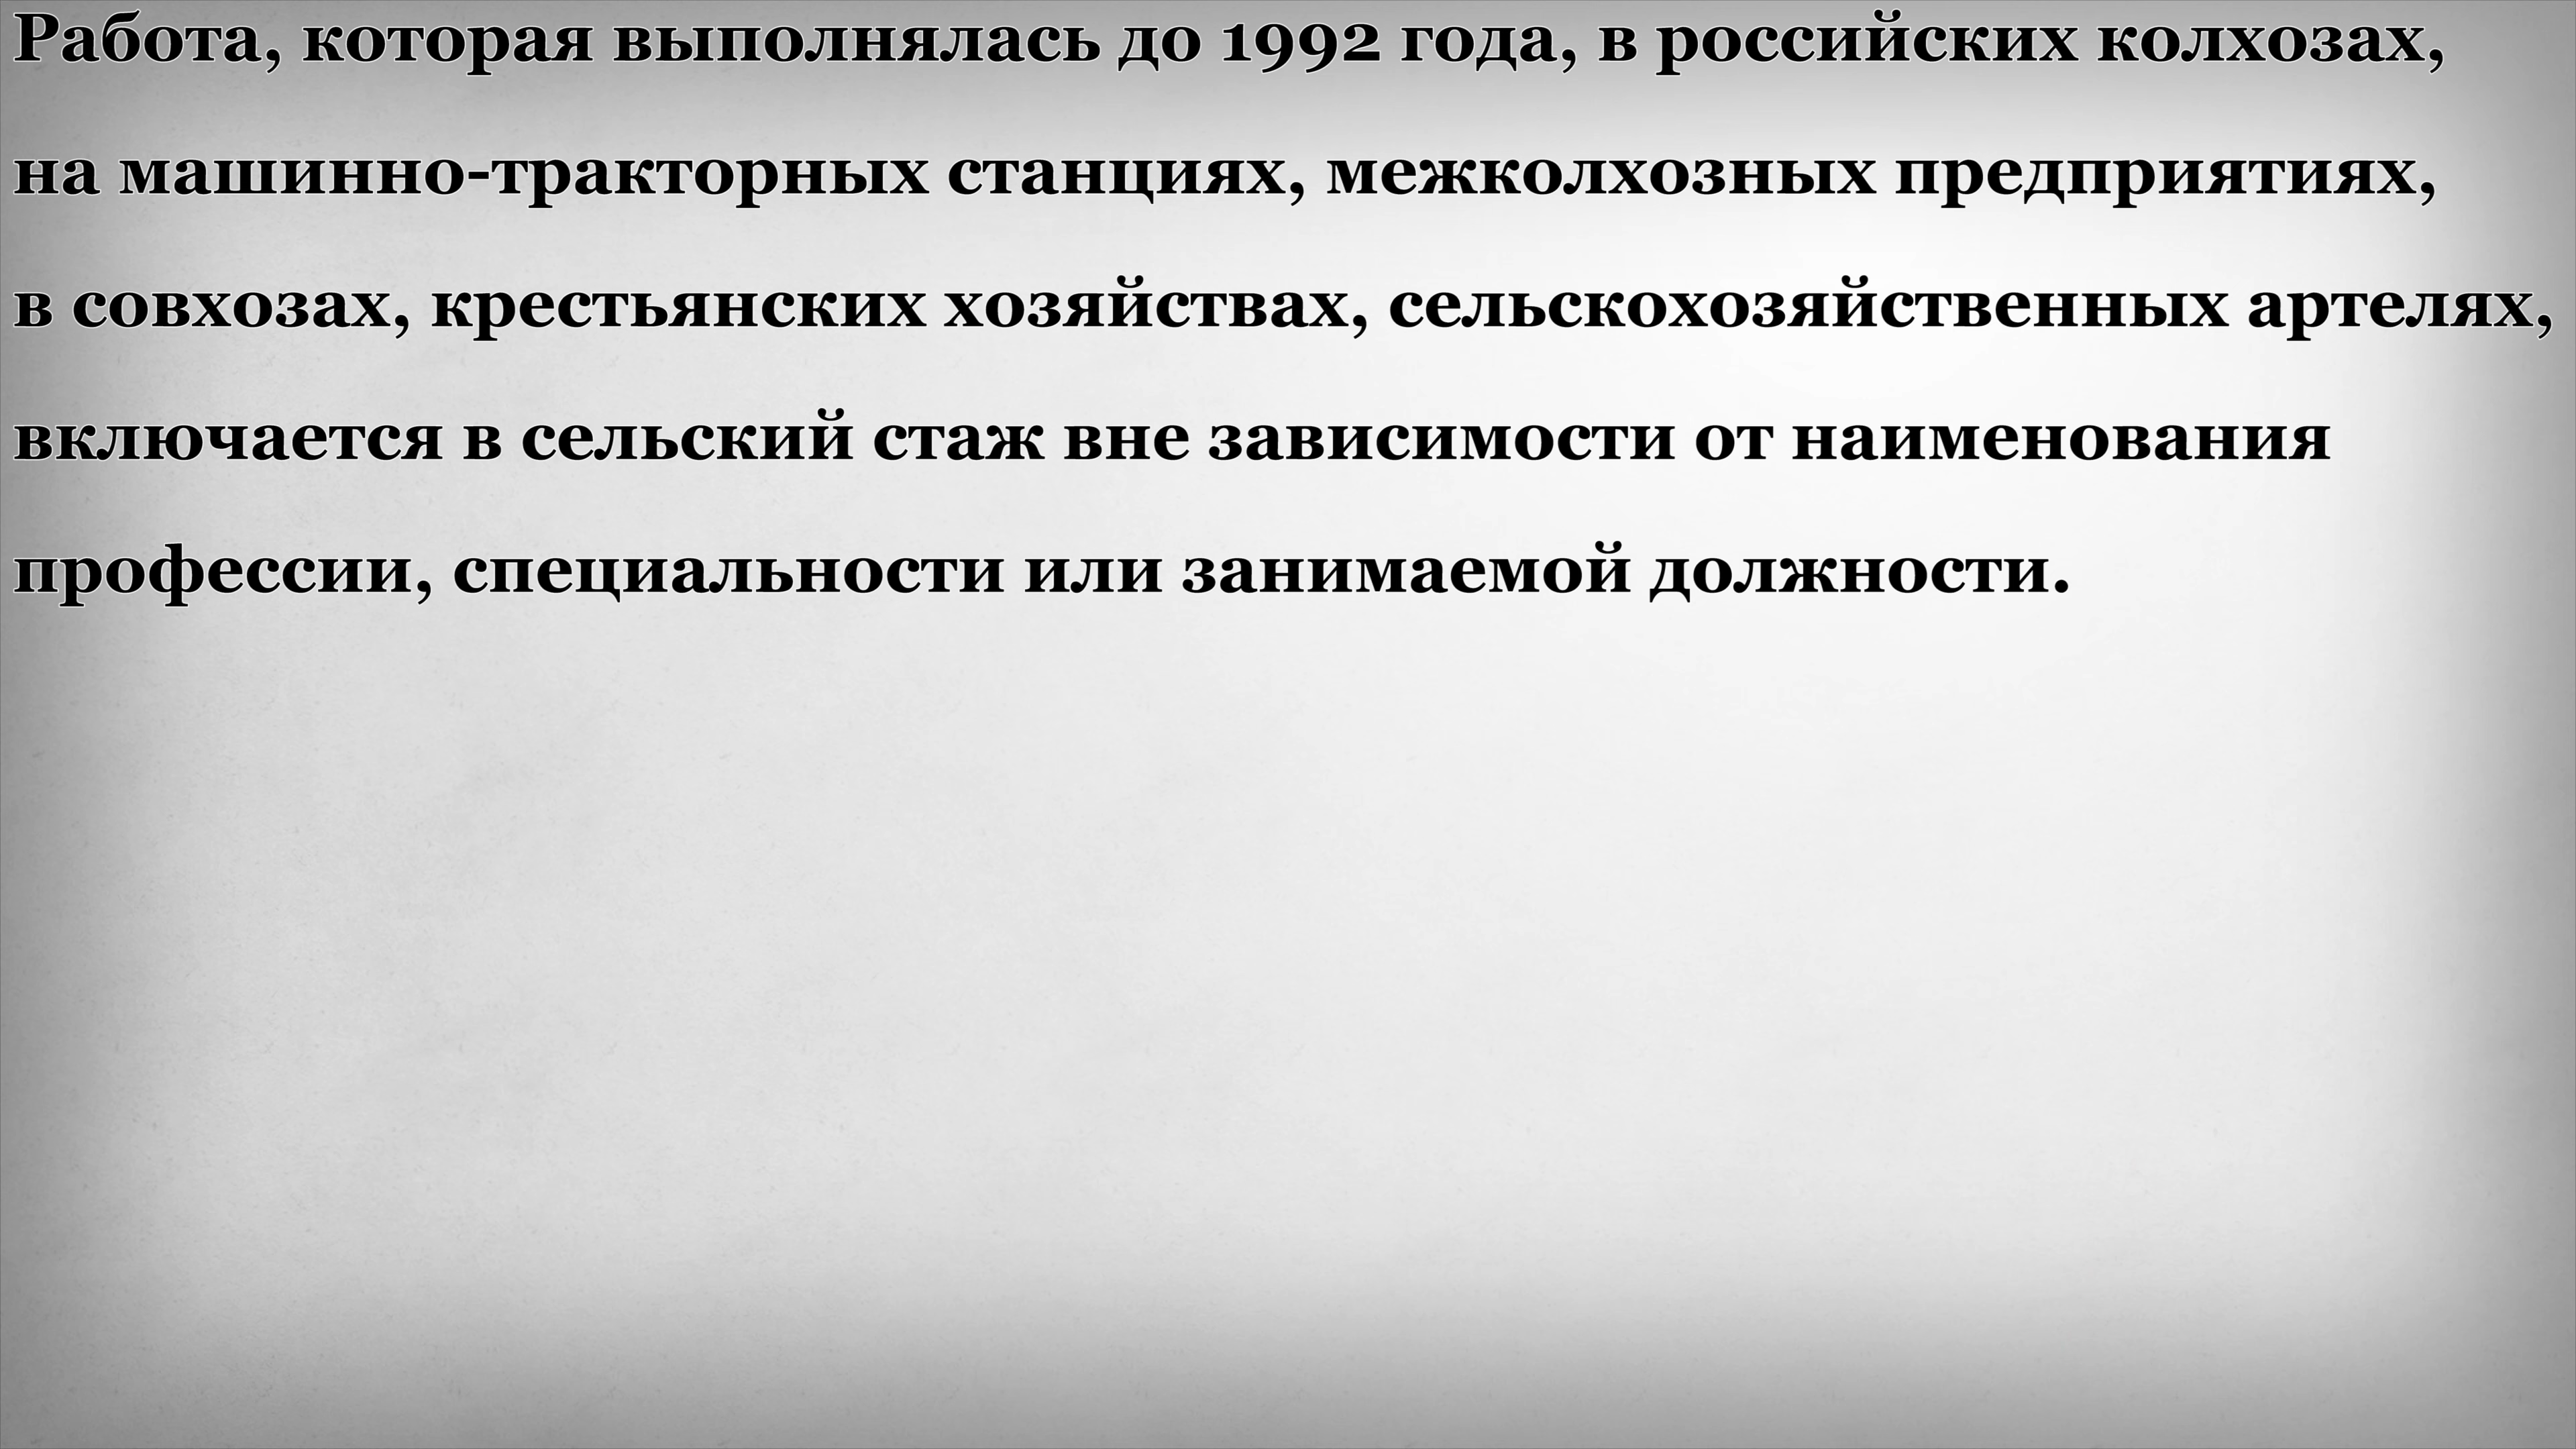 Работа, которая выполнялась до 1992 года, в российских колхозах,
на машинно-тракторных станциях, межколхозных предприятиях,
в совхозах, крестьянских хозяйствах, сельскохозяйственных артелях,
включается в сельский стаж вне зависимости от наименования
профессии, специальности или занимаемой должности.